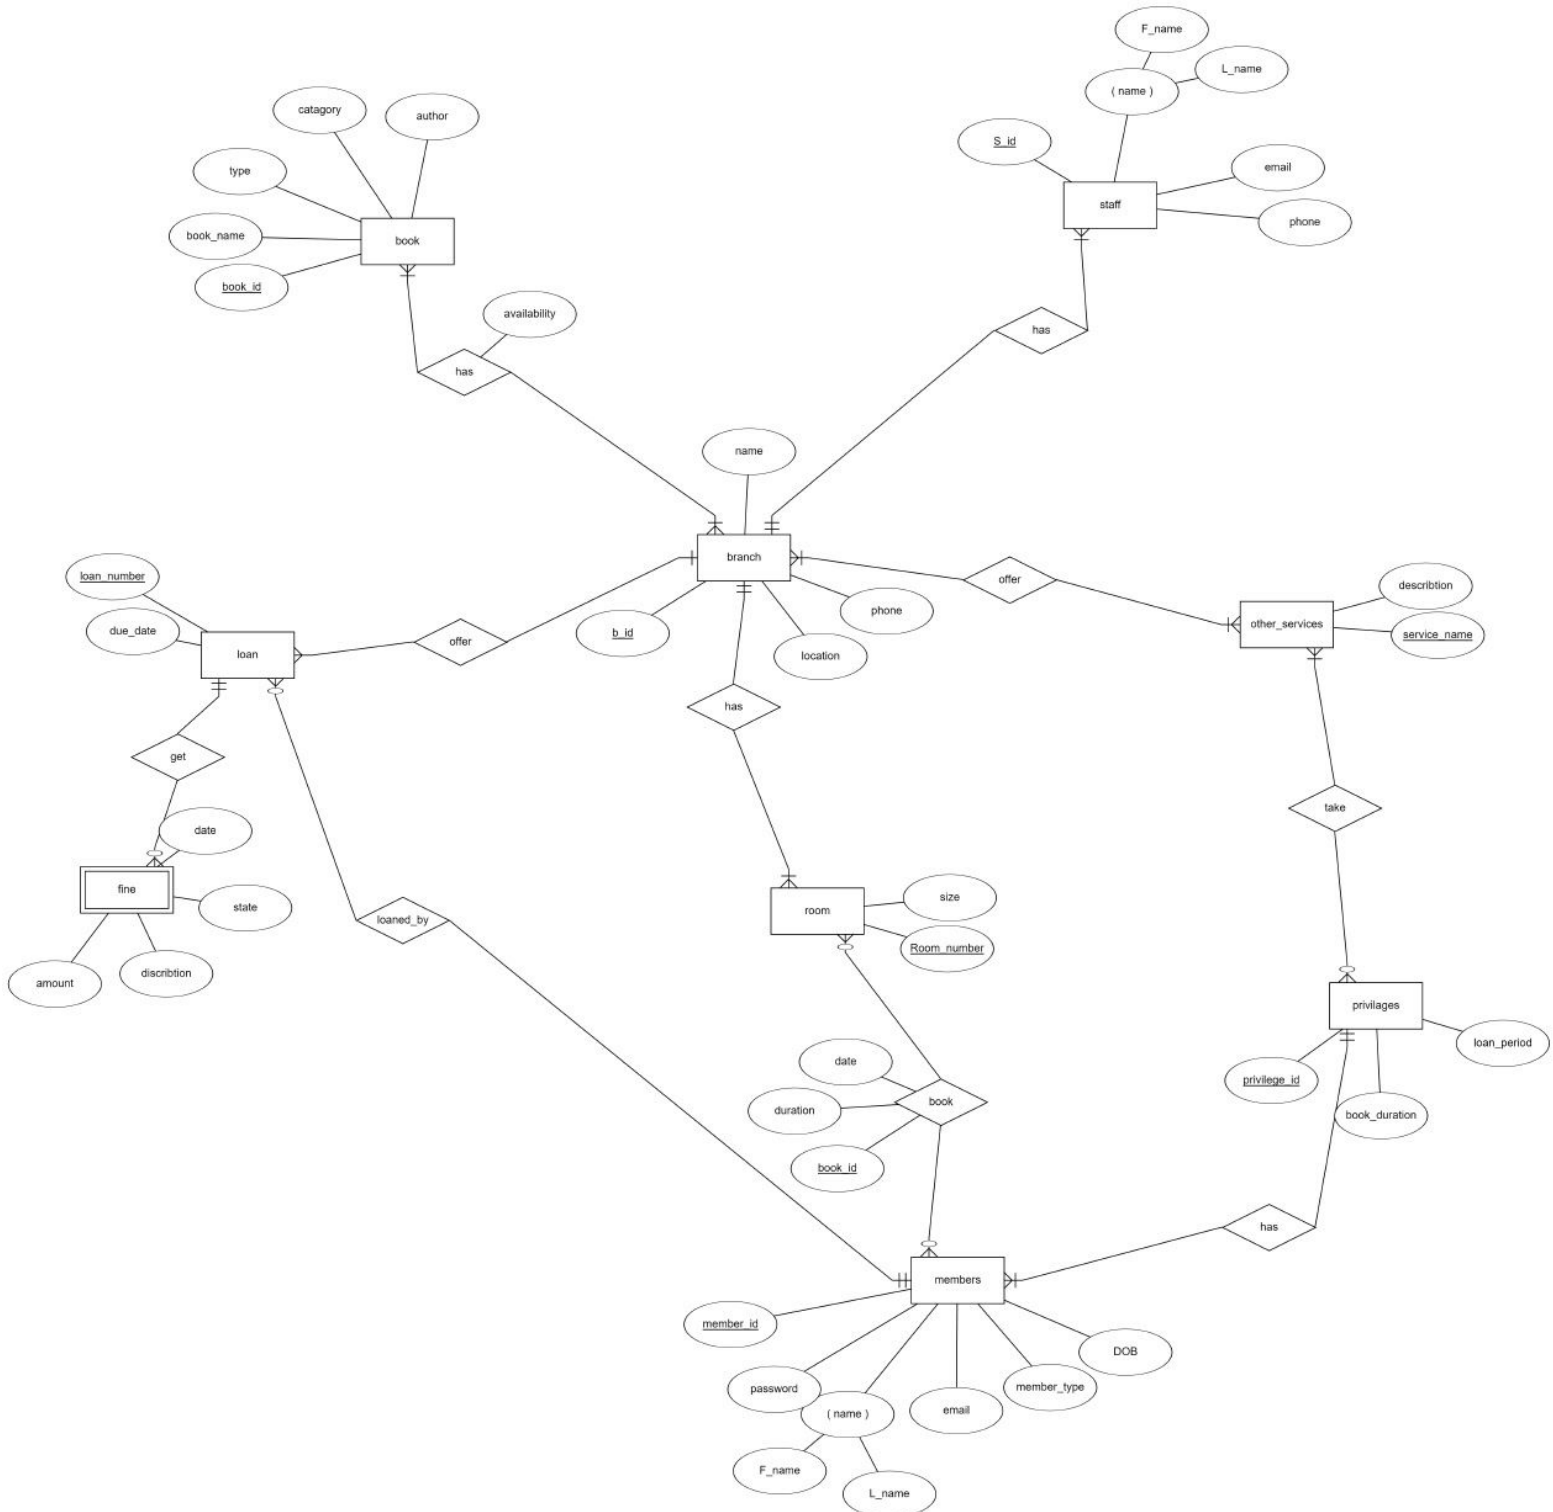 F_name
L_name
( name )
catagory
author
S_id
type
email
staff
phone
book_name
book
book_id
availability
has
has
name
branch
loan_number
offer
describtion
phone
due_date
other_services
service_name
b_id
offer
loan
location
has
get
take
date
fine
size
state
room
loaned_by
Room_number
discribtion
amount
privilages
loan_period
date
privilege_id
book
duration
book_duration
book_id
has
members
member_id
DOB
password
member_type
( name )
email
F_name
L_name